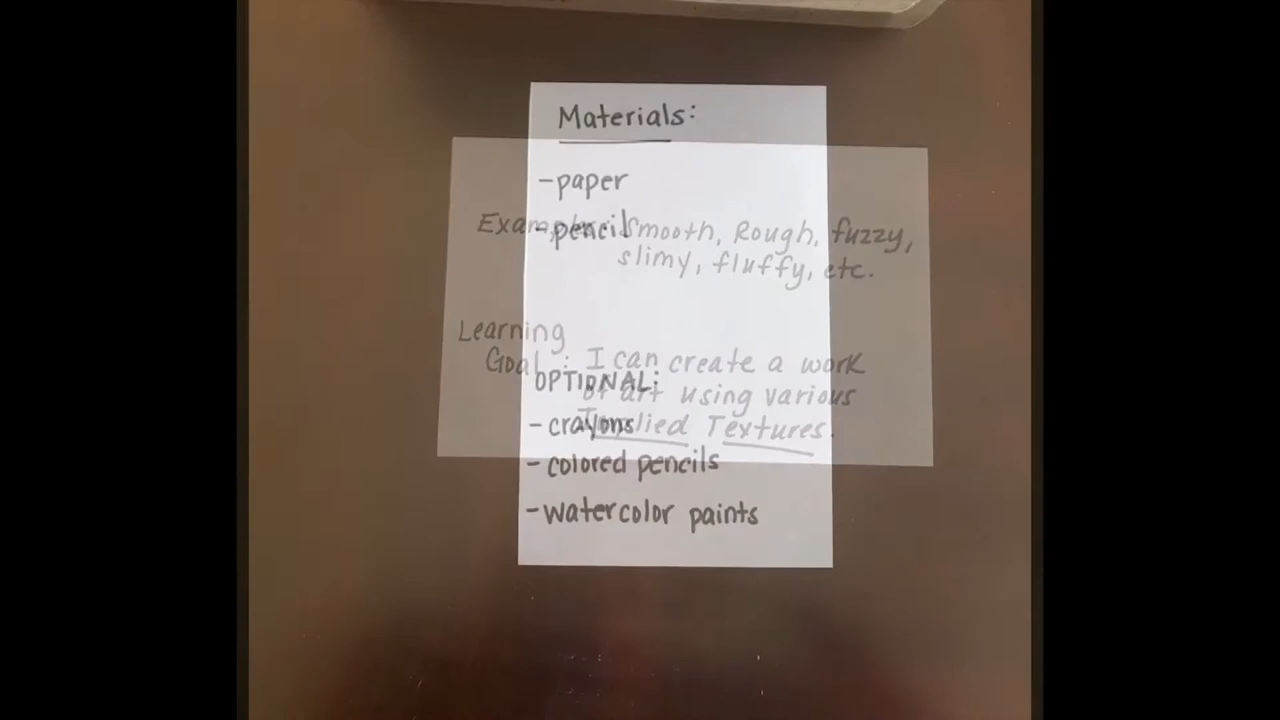 Materials:
-paper
-pencil
OPTIONAL:
-crayons
-colored pencils
-watercolor paints
Smooth, Rough, fuzzy,
slimy, fluffy, etc.
Learning
Goal : I can create a work
of art using various
Implied Textures.